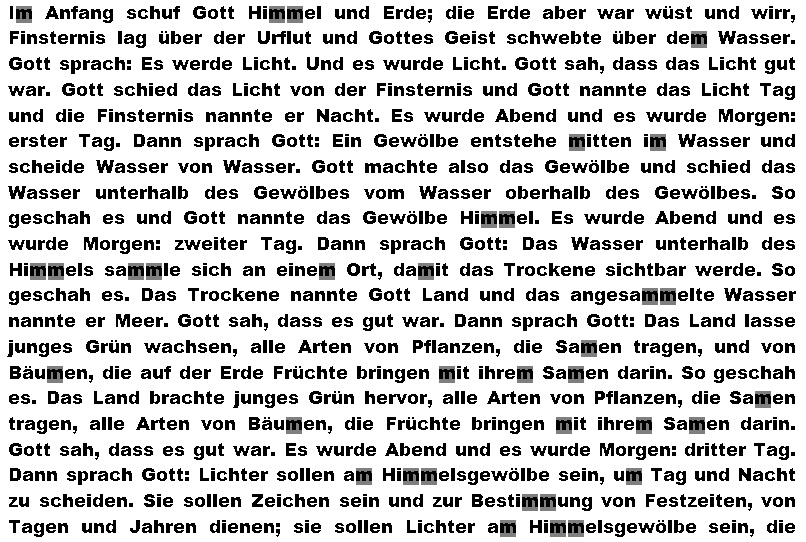 Im Anfang schuf Gott Himmel und Erde; die Erde aber war wüst und wirr,
Finsternis lag über der Urflut und Gottes Geist schwebte über dem Wasser.
Gott sprach: Es werde Licht. Und es wurde Licht. Gott sah, dass das Licht gut
war. Gott schied das Licht von der Finsternis und Gott nannte das Licht Tag
und die Finsternis nannte er Nacht. Es wurde Abend und es wurde Morgen:
erster Tag. Dann sprach Gott: Ein Gewölbe entstehe mitten im Wasser und
scheide Wasser von Wasser. Gott machte also das Gewölbe und schied das
Wasser unterhalb des Gewölbes vom Wasser oberhalb des Gewölbes. So
geschah es und Gott nannte das Gewölbe Himmel. Es wurde Abend und es
wurde Morgen: zweiter Tag. Dann sprach Gott: Das Wasser unterhalb des
Himmels sammle sich an einem Ort, damit das Trockene sichtbar werde. So
geschah es. Das Trockene nannte Gott Land und das angesammelte Wasser
nannte er Meer. Gott sah, dass es gut war. Dann sprach Gott: Das Land lasse
junges Grün wachsen, alle Arten von Pflanzen, die Samen tragen, und von
Bäumen, die auf der Erde Früchte bringen mit ihrem Samen darin. So geschah
es. Das Land brachte junges Grün hervor, alle Arten von Pflanzen, die Samen
tragen, alle Arten von Bäumen, die Früchte bringen mit ihrem Samen darin.
Gott sah, dass es gut war. Es wurde Abend und es wurde Morgen: dritter Tag.
Dann sprach Gott: Lichter sollen am Himmelsgewölbe sein, um Tag und Nacht
zu scheiden. Sie sollen Zeichen sein und zur Bestimmung von Festzeiten, von
Tagen und Jahren dienen; sie sollen Lichter am Himmelsgewölbe sein, die